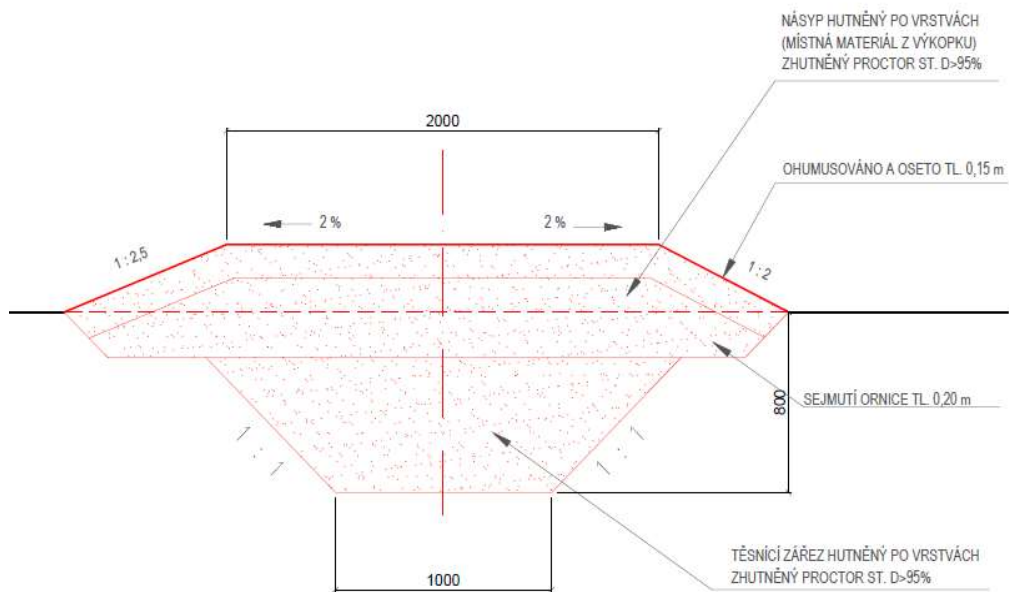 NÁSYP HUTNĚNÝ PO VRSTVÁCH
(MÍSTNÁ MATERIÁL Z VÝKOPKU)
ZHUTNĚNÝ PROCTOR ST. D>95%
2000
OHUMUSOVÁNO A OSETO TL. 0,15 m
2 %
2 %
1 : 2,5
1 : 2
SEJMUTÍ ORNICE TL. 0,20 m
800
1 : 1
1 : 1
TĚSNÍCÍ ZÁŘEZ HUTNĚNÝ PO VRSTVÁCH
ZHUTNĚNÝ PROCTOR ST. D>95%
1000